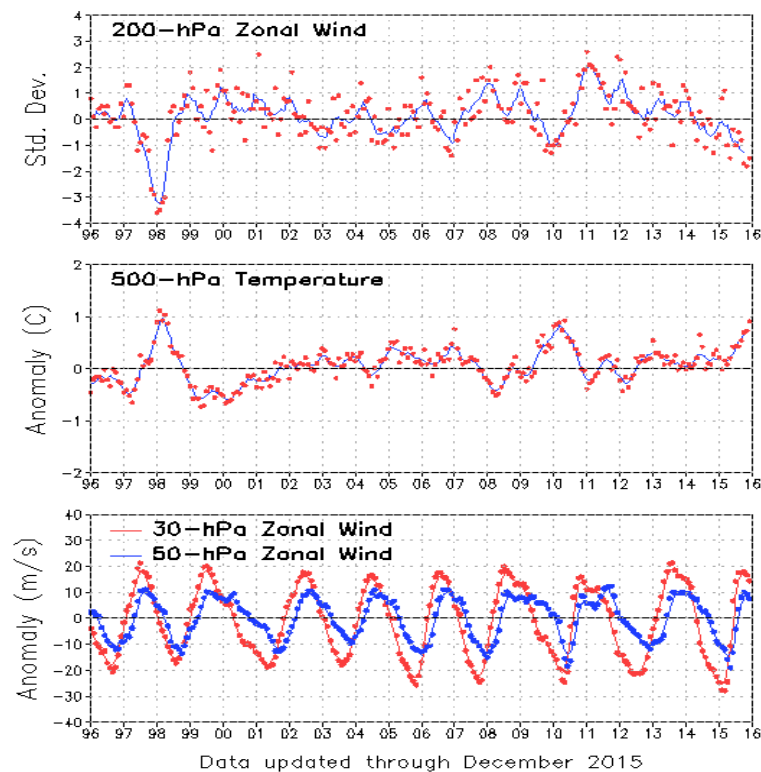 200-hPa Zonal Wind
Std. Dev.
4
3
2
1
0
-1
-2
-3
-4
96 97 98 99 00 01 02 03 04 05 06 07 08 09 10 11 12 13 14 15 16
500-hPa Temperature
Anomaly (C)
2
1
0
-1
-2
96 97 98 99 00 01 02 03 04 05 06 07 08 09 10 11 12 13 14 15 16
30-hPa Zonal Wind
50-hPa Zonal Wind
Anomaly (m/s)
40
30
20
10
0
-10
-20
-30
-40
96 97 98 99 00 01 02 03 04 05 06 07 08 09 10 11 12 13 14 15 16
Data updated through December 2015